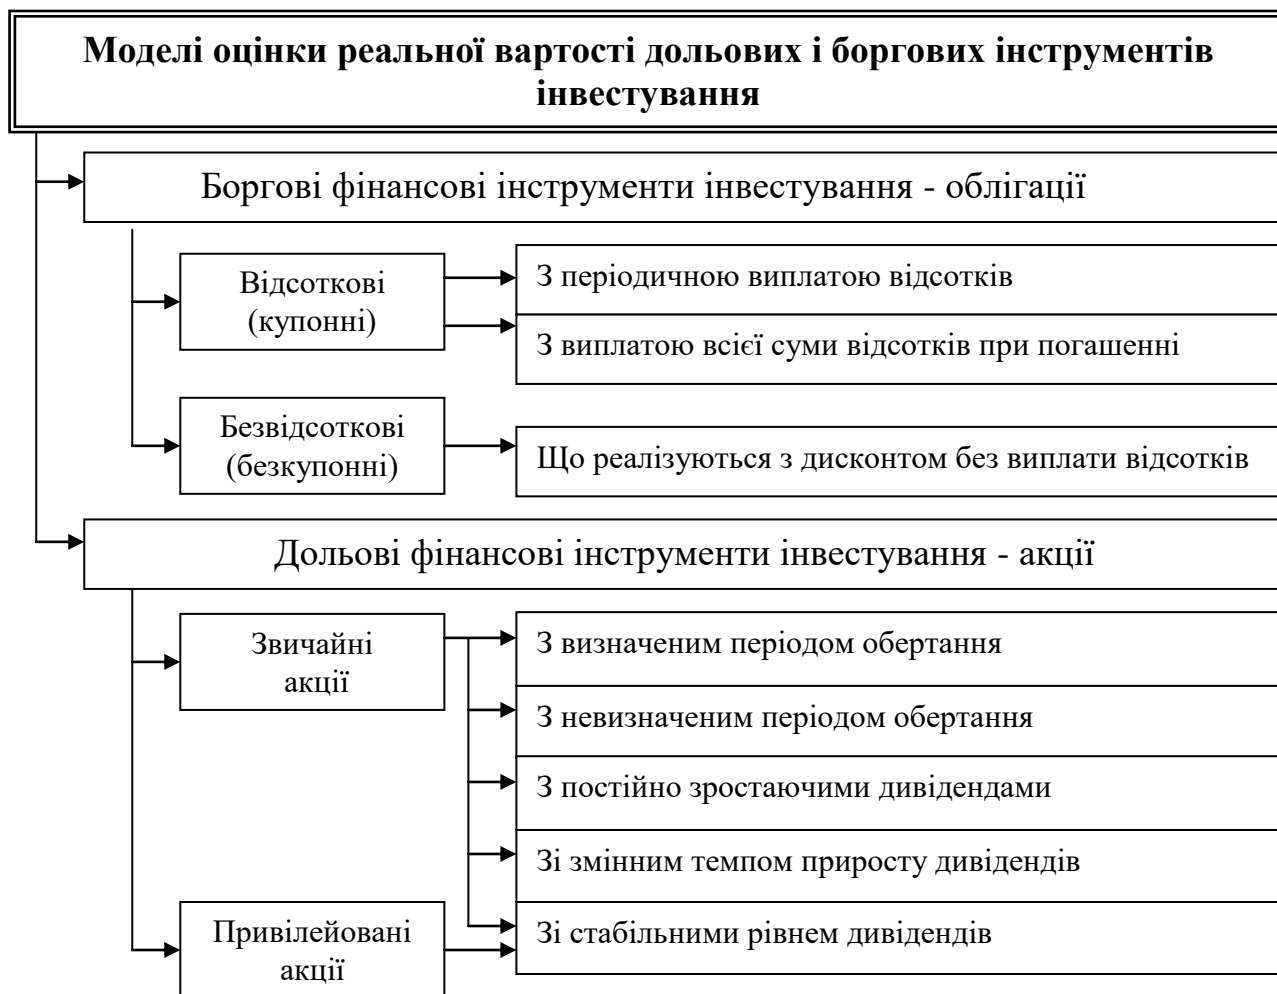 Моделі оцінки реальної вартості дольових і боргових інструментів
інвестування
Боргові фінансові інструменти інвестування - облігації
Відсоткові
(купонні)
З періодичною виплатою відсотків
З виплатою всієї суми відсотків при погашенні
Безвідсоткові
(безкупонні)
Що реалізуються з дисконтом без виплати відсотків
Дольові фінансові інструменти інвестування - акції
Звичайні
акції
З визначеним періодом обертання
З невизначеним періодом обертання
З постійно зростаючими дивідендами
Зі змінним темпом приросту дивідендів
Зі стабільними рівнем дивідендів
Привілейовані
акції